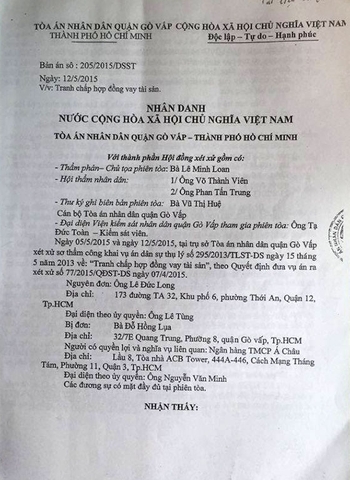 TÒA ÁN NHÂN DÂN QUẬN GÒ VẤP CỘNG HÒA XÃ HỘI CHỦ NGHĨA VIỆT NAM
THÀNH PHỐ HỒ CHÍ MINH Độc lập – Tự do – Hạnh phúc
Bản án số : 205/2015/DSST
Ngày: 12/5/2015
V/v: Tranh chấp hợp đồng vay tài sản.
NHÂN DANH
NƯỚC CỘNG HÒA XÃ HỘI CHỦ NGHĨA VIỆT NAM
TÒA ÁN NHÂN DÂN QUẬN GÒ VẤP – THÀNH PHỐ HỒ CHÍ MINH
Với thành phần Hội đồng xét xử gồm có:
- Thẩm phán– Chủ tọa phiên tòa: Bà Lê Minh Loan
- Hội thẩm nhân dân: 1/ Ông Võ Thành Viên
2/ Ông Phan Tấn Trung
- Thư ký ghi biên bản phiên tòa: Bà Vũ Thị Huệ
Cán bộ Tòa án nhân dân quận Gò Vấp
- Đại diện Viện kiểm sát nhân dân quận Gò Vấp tham gia phiên tòa: Ông Tạ
Đức Toàn – Kiểm sát viên.
Ngày 05/5/2015 và ngày 12/5/2015, tại trụ sở Tòa án nhân dân quận Gò Vấp
xét xử sơ thẩm công khai vụ án dân sự thụ lý số 295/2013/TLST-DS ngày 15 tháng
5 năm 2013 về: “Tranh chấp hợp đồng vay tài sản”, theo Quyết định đưa vụ án ra
xét xử số 77/2015/QĐST-DS ngày 07/4/2015.
Nguyên đơn: Ông Lê Đức Long
Địa chỉ: 173 đường TA 32, Khu phố 6, phường Thới An, Quận 12,
Tp.HCM
Đại diện theo ủy quyền: Ông Lê Tùng
Bị đơn: Bà Đỗ Hồng Lụa
Địa chỉ: 32/7E Quang Trung, Phường 8, quận Gò Vấp, Tp.HCM
Người có quyền lợi và nghĩa vụ liên quan: Ngân hàng TMCP Á Châu
Địa chỉ: Lầu 8, Tòa nhà ACB Tower, 444A-446, Cách Mạng Tháng
Tám, Phường 11, Quận 3, Tp.HCM
Đại diện theo ủy quyền: Ông Nguyễn Văn Minh
Các đương sự có mặt đầy đủ tại phiên tòa.
NHẬN THẤY: